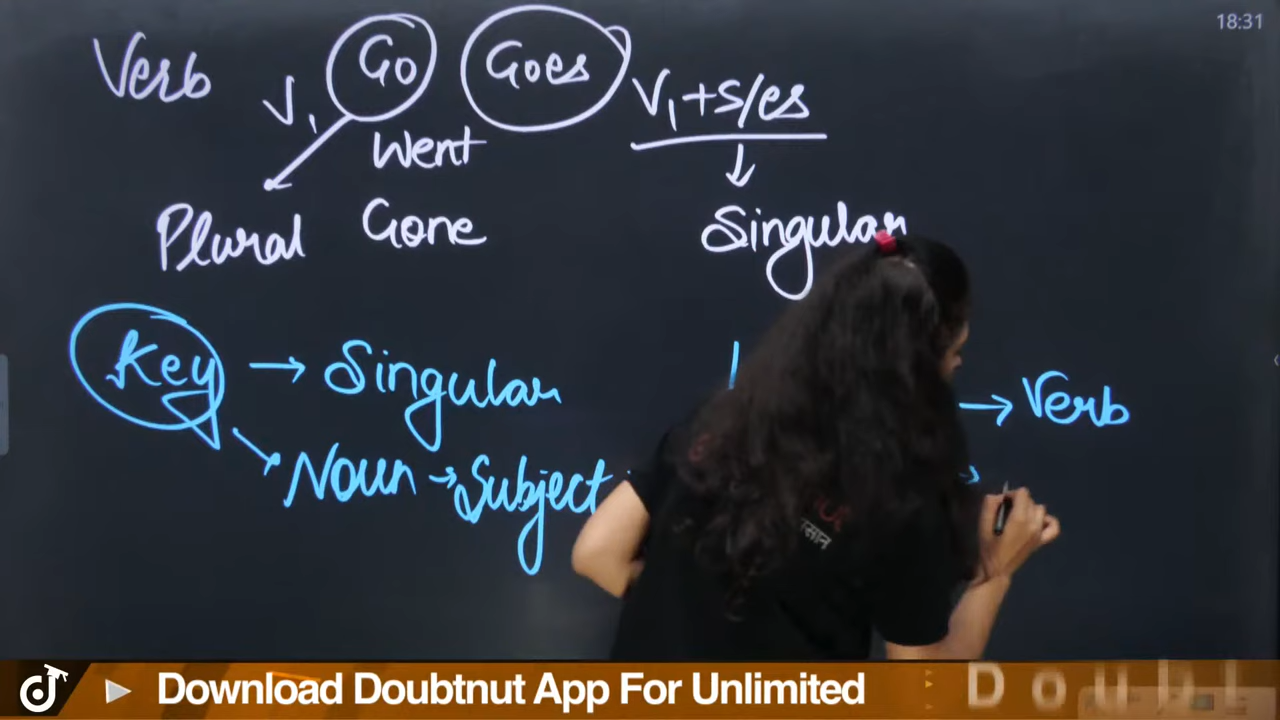 18:31
Verb V₁ Go Goes V₁+s/es
Went
Plural Gone Singular
Key → Singular → Verb
Noun → Subject →
Download Doubtnut App For Unlimited Doubt